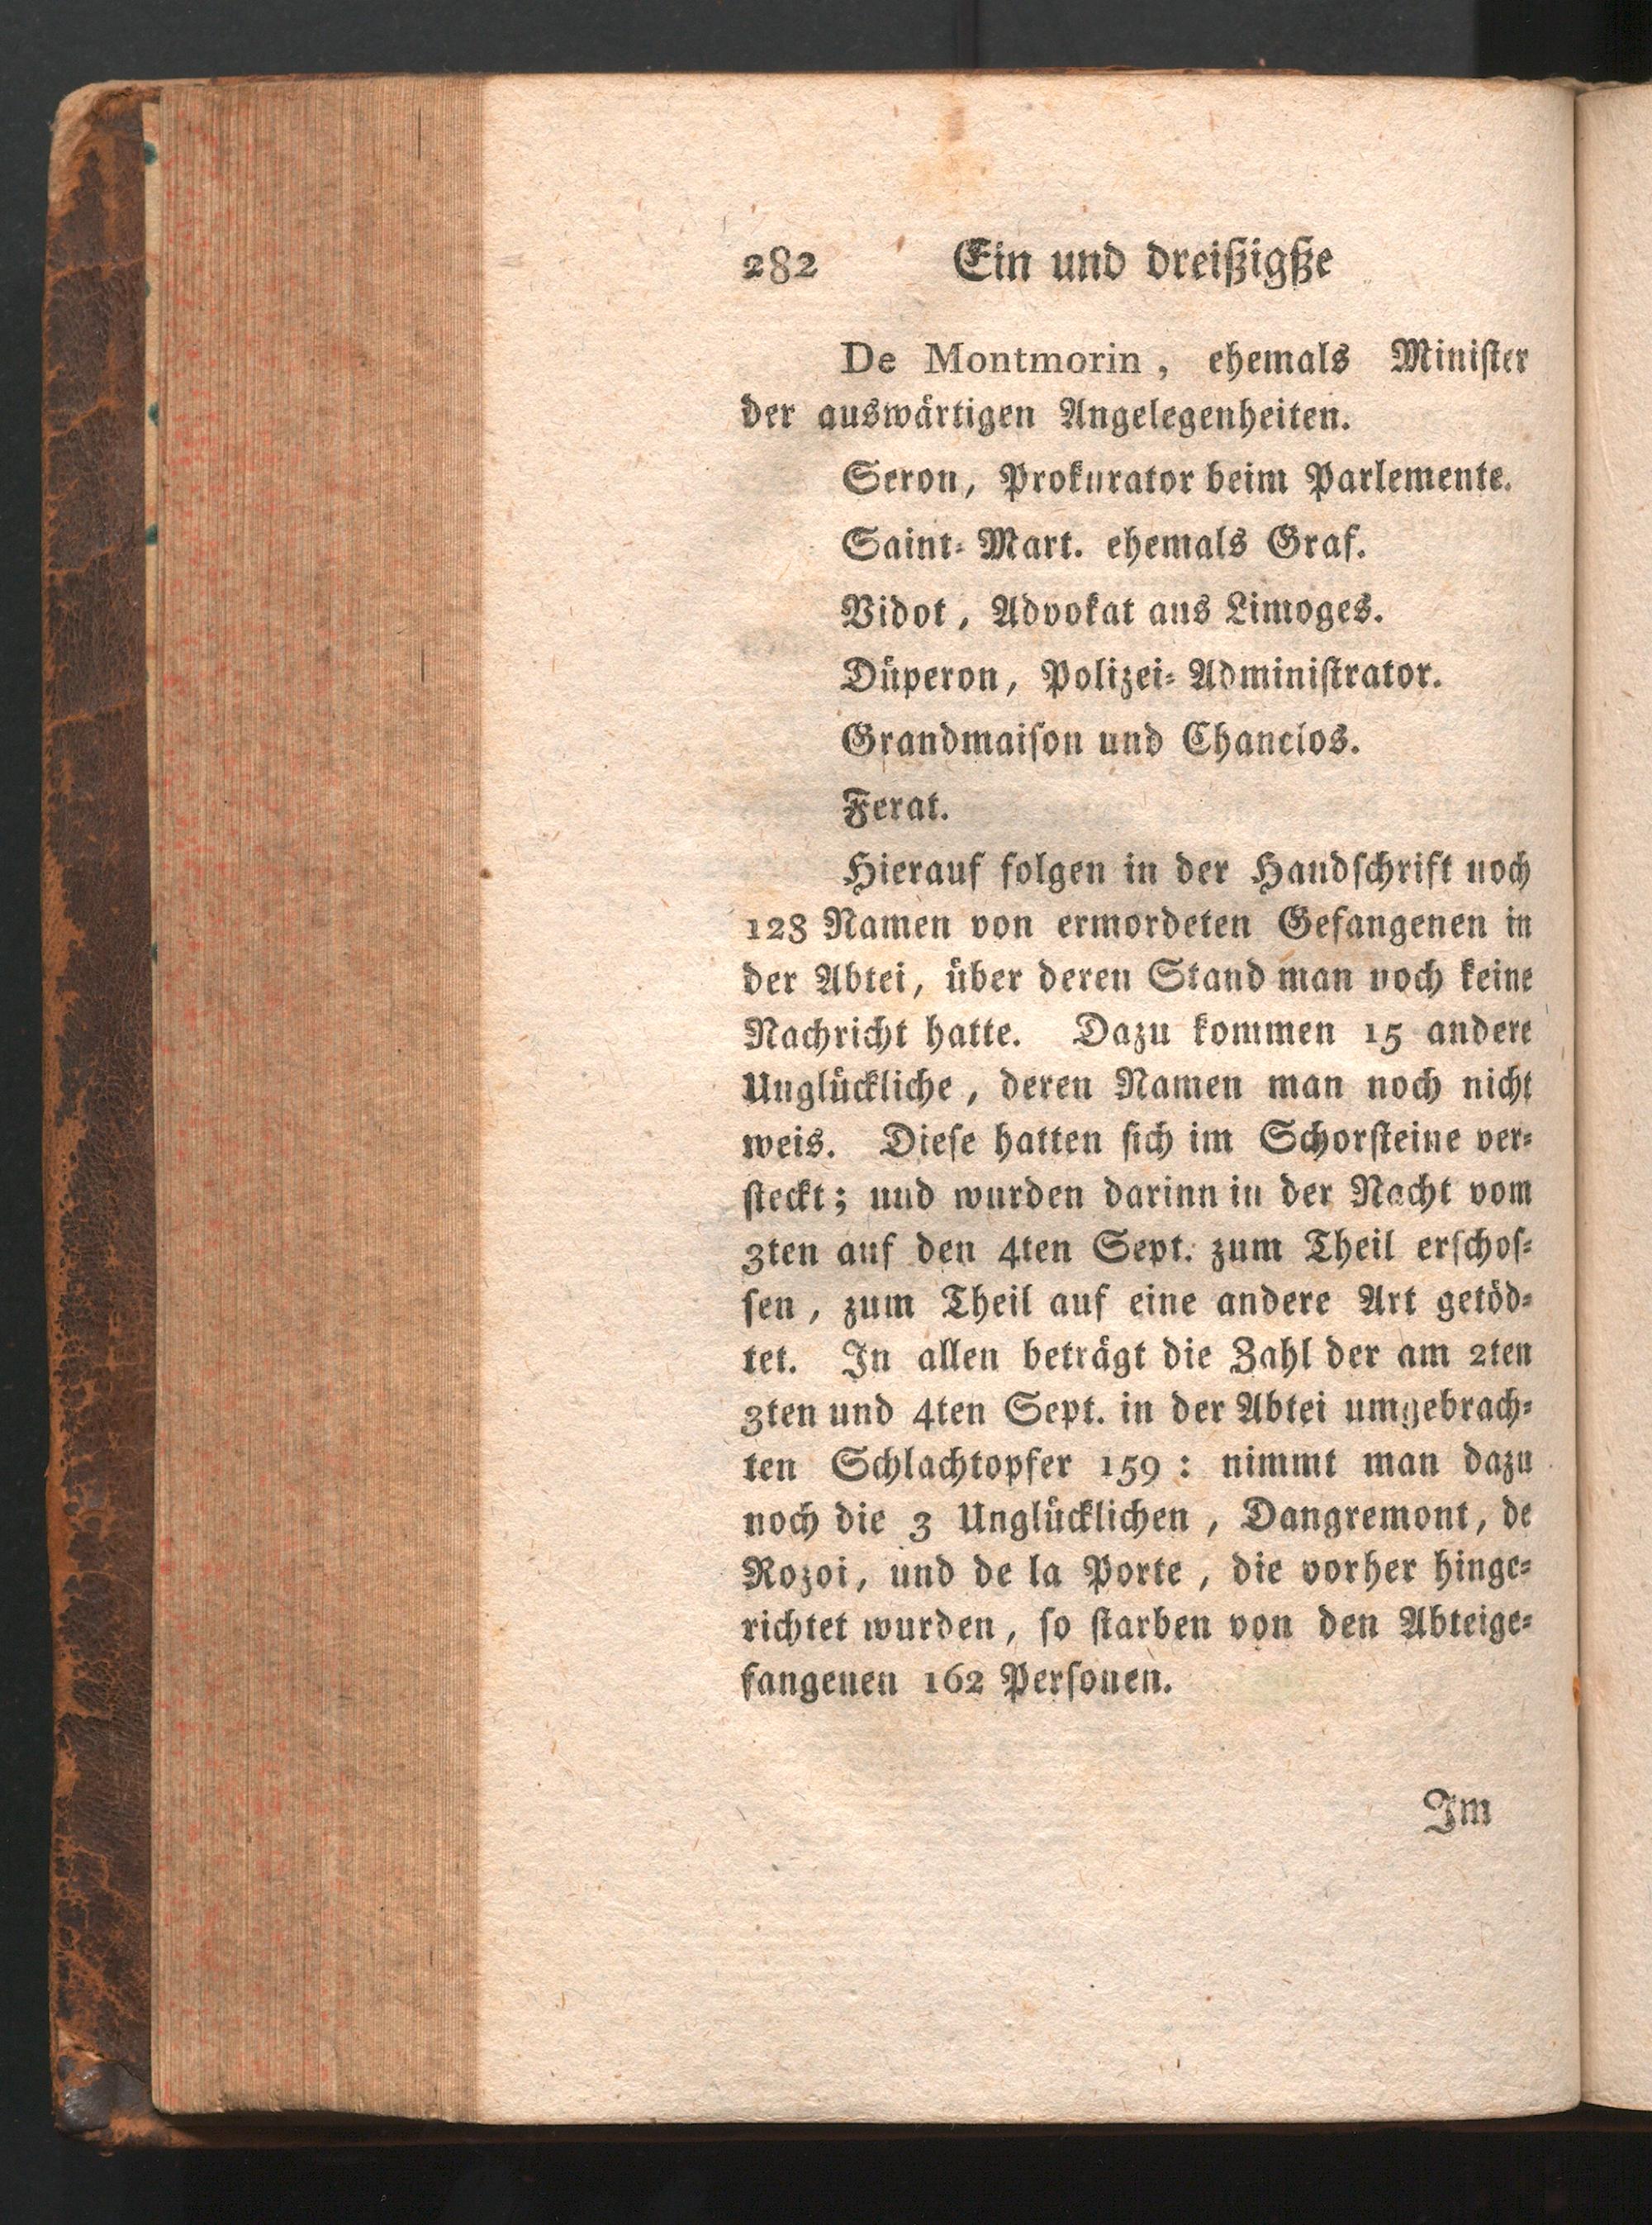 282 Ein und dreißigße
De Montmorin, ehemals Minister
der auswärtigen Angelegenheiten.
Seron, Prokurator beim Parlemente.
Saint-Mart. ehemals Graf.
Vidot, Advokat aus Limoges.
Düperon, Polizei-Administrator.
Grandmaison und Chanclos.
Ferat.
Hierauf folgen in der Handschrift noch
128 Namen von ermordeten Gefangenen in
der Abtei, über deren Stand man noch keine
Nachricht hatte. Dazu kommen 15 andere
Unglückliche, deren Namen man noch nicht
weis. Diese hatten sich im Schorsteine ver-
steckt; und wurden darinn in der Nacht vom
3ten auf den 4ten Sept. zum Theil erschos-
sen, zum Theil auf eine andere Art getöd-
tet. In allen beträgt die Zahl der am 2ten
3ten und 4ten Sept. in der Abtei umgebrach-
ten Schlachtopfer 159: nimmt man dazu
noch die 3 Unglücklichen, Dangremont, de
Rozoi, und de la Porte, die vorher hinge-
richtet wurden, so starben von den Abteige-
fangenen 162 Personen.
Im